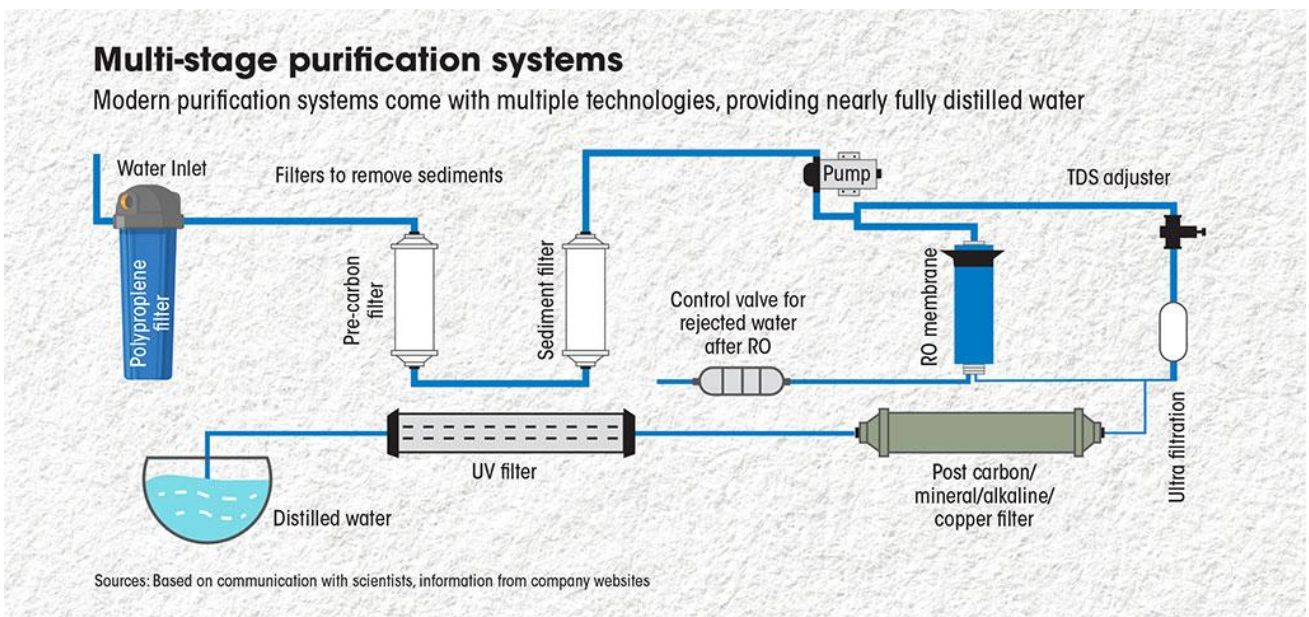 Multi-stage purification systems
Modern purification systems come with multiple technologies, providing nearly fully distilled water
Water Inlet
Filters to remove sediments
Pump
TDS adjuster
Polyproplene
filter
Pre-carbon
filter
Sediment filter
Control valve for
rejected water
after RO
RO membrane
Ultra filtration
UV filter
Post carbon/
mineral/alkaline/
copper filter
Distilled water
Sources: Based on communication with scientists, information from company websites